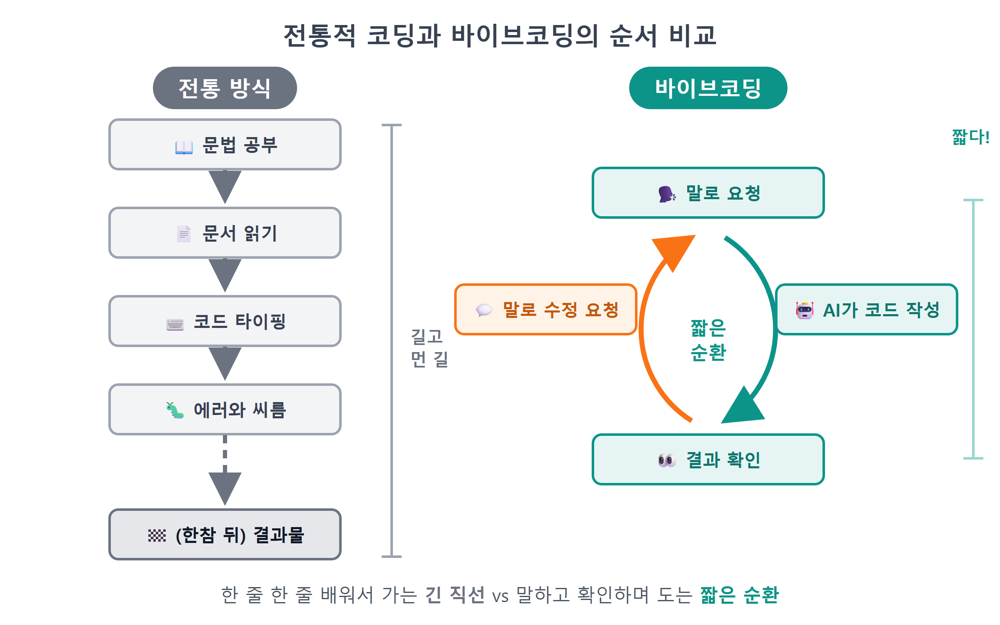 전통적 코딩과 바이브코딩의 순서 비교
전통 방식
문법 공부
문서 읽기
코드 타이핑
에러와 씨름
(한참 뒤) 결과물
길고
먼 길
바이브코딩
짧다!
말로 요청
말로 수정 요청
AI가 코드 작성
짧은
순환
결과 확인
한 줄 한 줄 배워서 가는 긴 직선 vs 말하고 확인하며 도는 짧은 순환